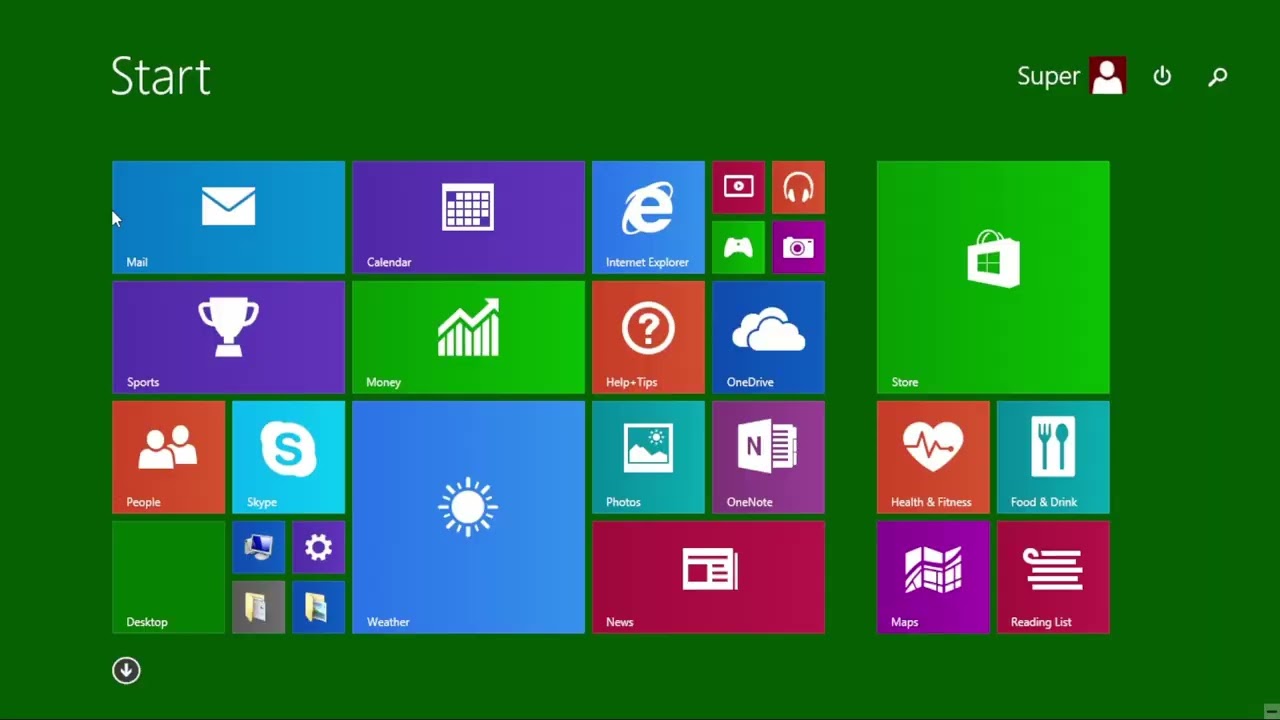 Start
Super
Mail
Calendar
Internet Explorer
Sports
Money
Help+Tips
OneDrive
Store
People
Skype
Photos
OneNote
Health & Fitness
Food & Drink
Desktop
Weather
News
Maps
Reading List